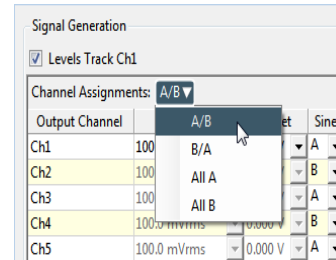 Signal Generation
Levels Track Ch1
Channel Assignments: A/B▼
Output Channel et Sine
A/B
B/A
All A
All B
Ch1 100 A
Ch2 100 B
Ch3 100 A
Ch4 100.0 mVrms 0.000 V B
Ch5 100.0 mVrms 0.000 V A